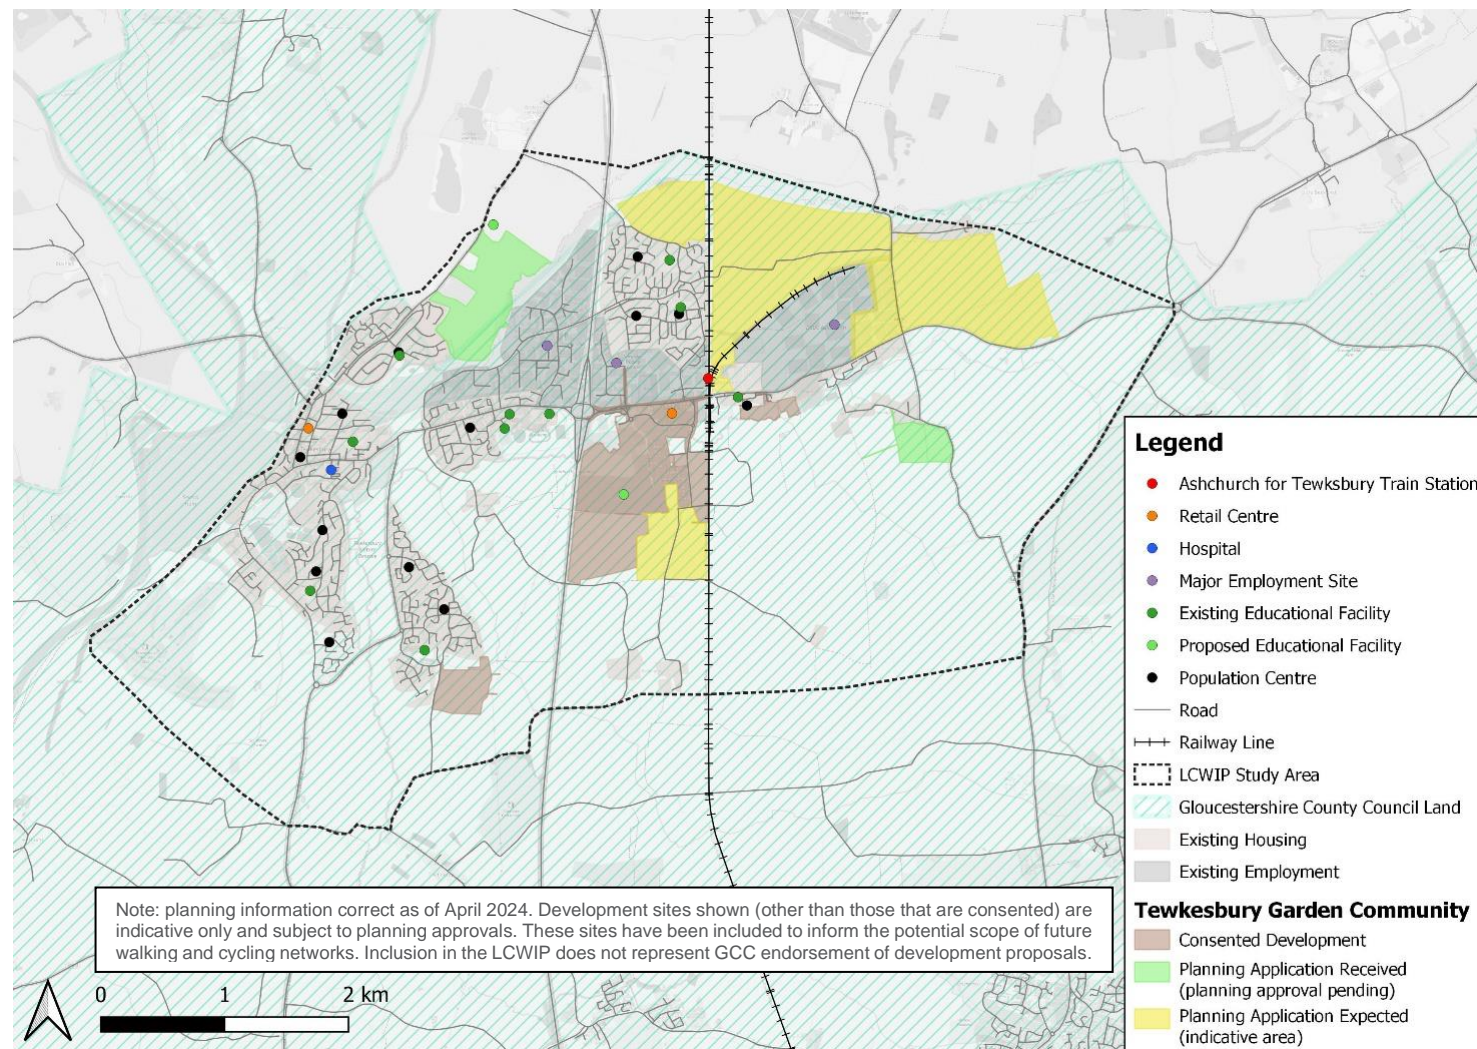 Legend
Ashchurch for Tewksbury Train Station
Retail Centre
Hospital
Major Employment Site
Existing Educational Facility
Proposed Educational Facility
Population Centre
Road
Railway Line
LCWIP Study Area
Gloucestershire County Council Land
Existing Housing
Existing Employment
Tewkesbury Garden Community
Consented Development
Planning Application Received
(planning approval pending)
Planning Application Expected
(indicative area)
Note: planning information correct as of April 2024. Development sites shown (other than those that are consented) are
indicative only and subject to planning approvals. These sites have been included to inform the potential scope of future
walking and cycling networks. Inclusion in the LCWIP does not represent GCC endorsement of development proposals.
0 1 2 km